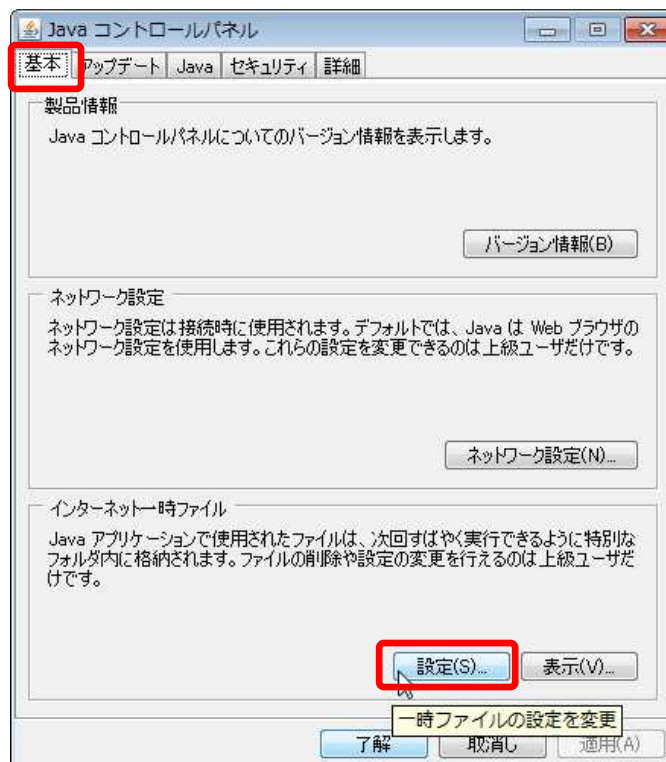 Java コントロールパネル
基本 アップデート Java セキュリティ 詳細
製品情報
Java コントロールパネルについてのバージョン情報を表示します。
バージョン情報(B)
ネットワーク設定
ネットワーク設定は接続時に使用されます。デフォルトでは、Java は Web ブラウザの
ネットワーク設定を使用します。これらの設定を変更できるのは上級ユーザだけです。
ネットワーク設定(N)...
インターネット一時ファイル
Java アプリケーションで使用されたファイルは、次回すばやく実行できるように特別な
フォルダ内に格納されます。ファイルの削除や設定の変更を行えるのは上級ユーザだ
けです。
設定(S)... 表示(V)...
一時ファイルの設定を変更
了解 取消し 適用(A)